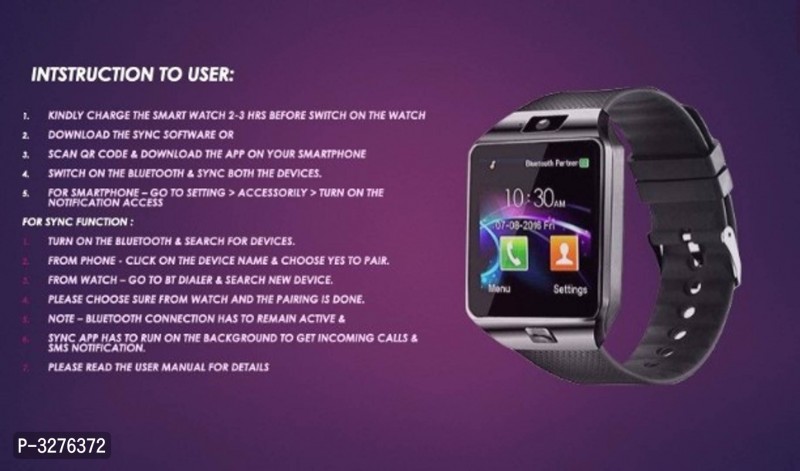 INTSTRUCTION TO USER:
1. KINDLY CHARGE THE SMART WATCH 2-3 HRS BEFORE SWITCH ON THE WATCH
2. DOWNLOAD THE SYNC SOFTWARE OR
3. SCAN QR CODE & DOWNLOAD THE APP ON YOUR SMARTPHONE
4. SWITCH ON THE BLUETOOTH & SYNC BOTH THE DEVICES.
5. FOR SMARTPHONE – GO TO SETTING > ACCESSORILY > TURN ON THE
NOTIFICATION ACCESS
FOR SYNC FUNCTION :
1. TURN ON THE BLUETOOTH & SEARCH FOR DEVICES.
2. FROM PHONE - CLICK ON THE DEVICE NAME & CHOOSE YES TO PAIR.
3. FROM WATCH – GO TO BT DIALER & SEARCH NEW DEVICE.
4. PLEASE CHOOSE SURE FROM WATCH AND THE PAIRING IS DONE.
5. NOTE – BLUETOOTH CONNECTION HAS TO REMAIN ACTIVE &
6. SYNC APP HAS TO RUN ON THE BACKGROUND TO GET INCOMING CALLS &
SMS NOTIFICATION.
7. PLEASE READ THE USER MANUAL FOR DETAILS
Bluetooth Partner
10:30AM
07-08-2016 Fri
Menu Settings
P-3276372